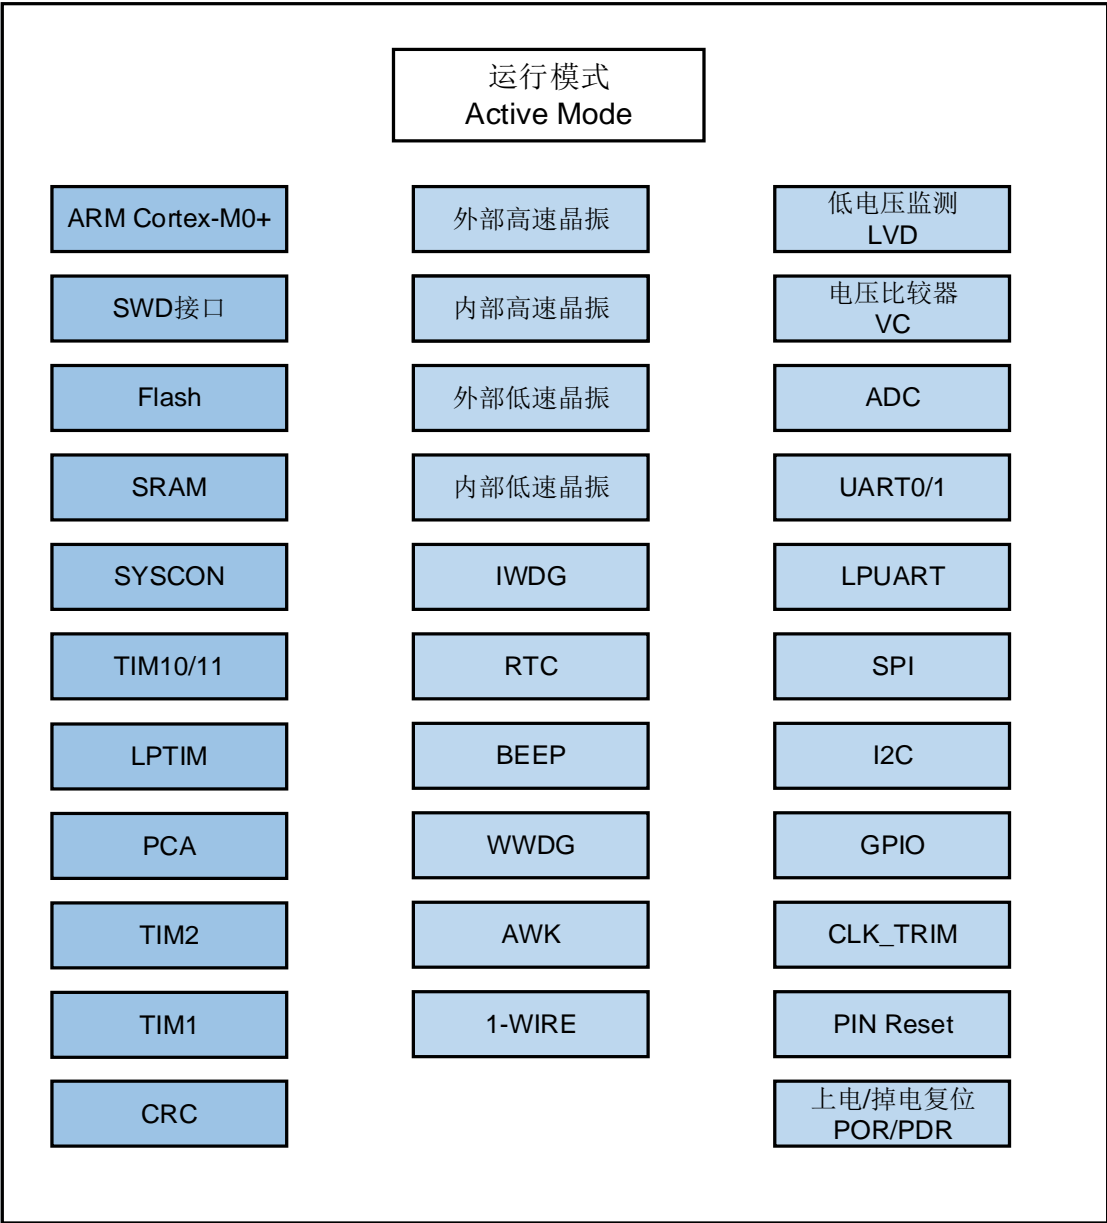 运行模式
Active Mode
ARM Cortex-M0+
外部高速晶振
低电压监测
LVD
SWD接口
内部高速晶振
电压比较器
VC
Flash
外部低速晶振
ADC
SRAM
内部低速晶振
UART0/1
SYSCON
IWDG
LPUART
TIM10/11
RTC
SPI
LPTIM
BEEP
I2C
PCA
WWDG
GPIO
TIM2
AWK
CLK_TRIM
TIM1
1-WIRE
PIN Reset
CRC
上电/掉电复位
POR/PDR